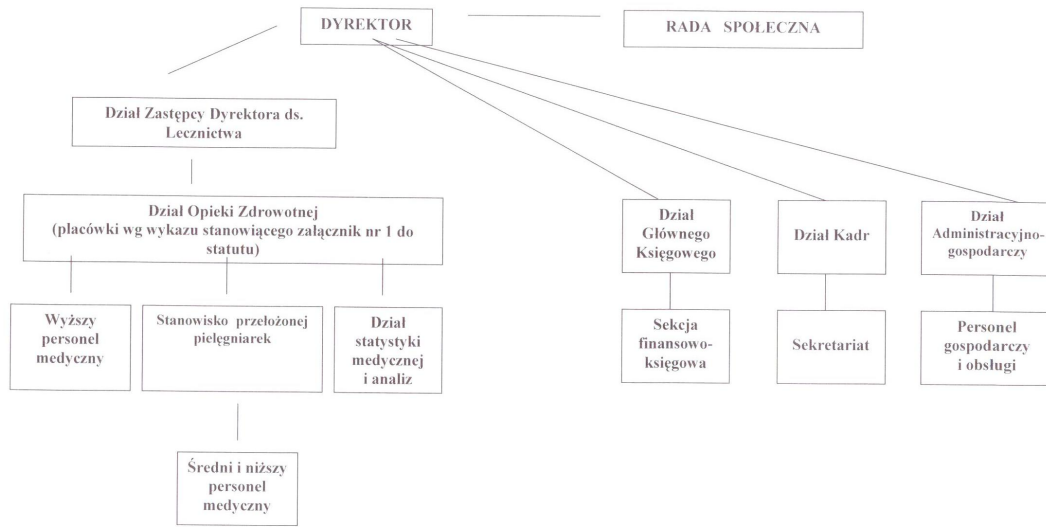 DYREKTOR
RADA SPOŁECZNA
Dział Zastępcy Dyrektora ds.
Lecznictwa
Dział Opieki Zdrowotnej
(placówki wg wykazu stanowiącego załącznik nr 1 do
statutu)
Dział
Głównego
Księgowego
Dział Kadr
Dział
Administracyjno-
gospodarczy
Wyższy
personel
medyczny
Stanowisko przełożonej
pielęgniarek
Dział
statystyki
medycznej
i analiz
Sekcja
finansowo-
księgowa
Sekretariat
Personel
gospodarczy
i obsługi
Średni i niższy
personel
medyczny